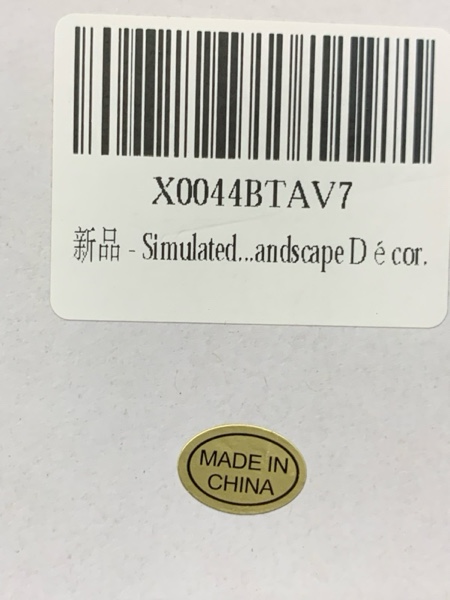 X0044BTAV7
新品 - Simulated...andscape D é cor.
MADE IN
CHINA